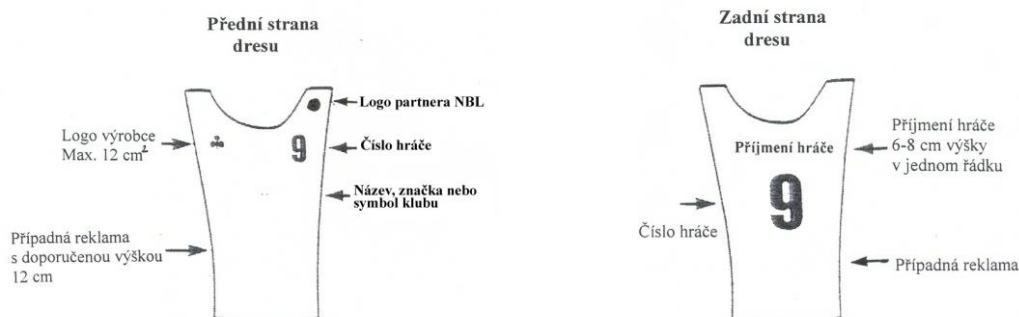 Přední strana
dresu
Logo partnera NBL
Logo výrobce
Max. 12 cm²
9
Číslo hráče
Název, značka nebo
symbol klubu
Případná reklama
s doporučenou výškou
12 cm
Zadní strana
dresu
Příjmení hráče
9
Příjmení hráče
6-8 cm výšky
v jednom řádku
Číslo hráče
Případná reklama